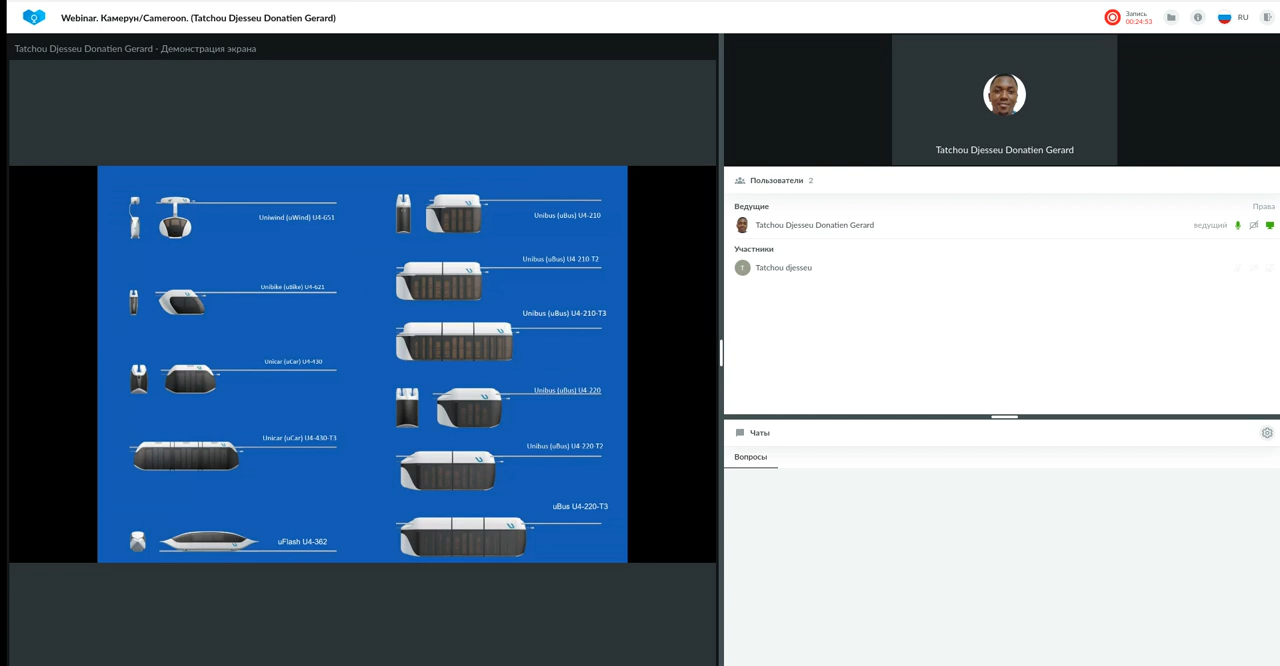 Webinar. Камерун/Cameroon. (Tatchou Djesseu Donatien Gerard)
Запись
00:24:53
RU
Tatchou Djesseu Donatien Gerard - Демонстрация экрана
Uniwind (uWind) U4-651
Unibike (uBike) U4-621
Unicar (uCar) U4-430
Unicar (uCar) U4-430-T3
uFlash U4-362
Unibus (uBus) U4-210
Unibus (uBus) U4-210-T2
Unibus (uBus) U4-210-T3
Unibus (uBus) U4-220
Unibus (uBus) U4-220-T2
uBus U4-220-T3
Tatchou Djesseu Donatien Gerard
Пользователи 2
Ведущие Права
Tatchou Djesseu Donatien Gerard ведущий
Участники
T Tatchou djesseu
Чаты
Вопросы